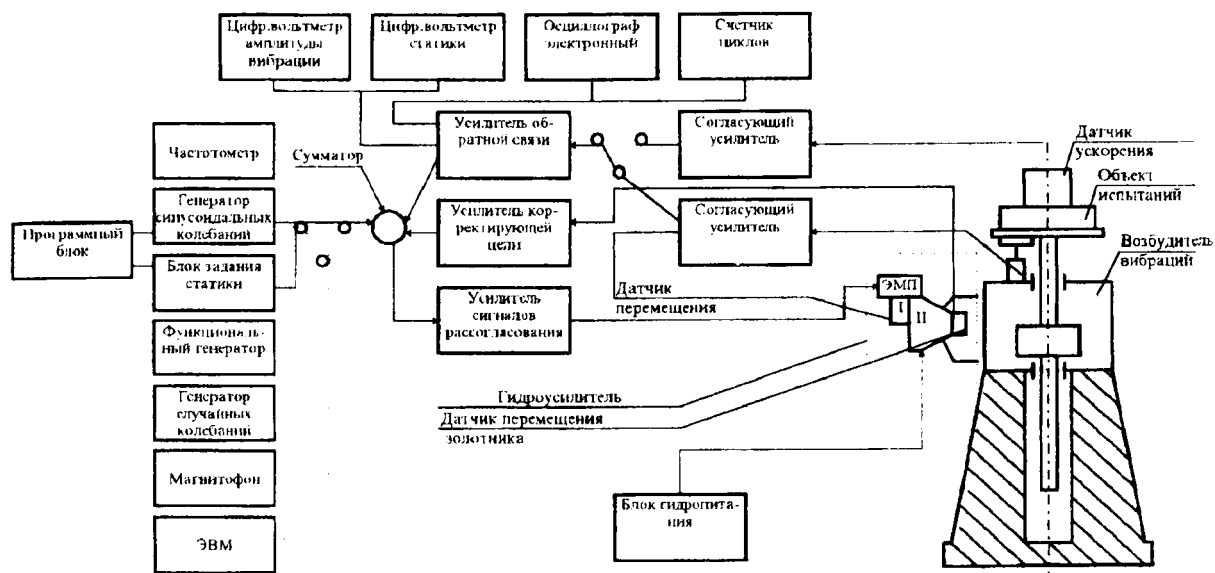 Цифр.вольтметр
амплитуды
вибрации
Цифр.вольтметр
статики
Осциллограф
электронный
Счетчик
циклов
Частотометр
Генератор
синусоидальных
колебаний
Программный
блок
Блок задания
статики
Функциональ-
ный генератор
Генератор
случайных
колебаний
Магнитофон
ЭВМ
Сумматор
Усилитель об-
ратной связи
Усилитель кор-
ректирующей
цепи
Усилитель
сигналов
рассогласования
Согласующий
усилитель
Согласующий
усилитель
Датчик
ускорения
Объект
испытаний
Возбудитель
вибраций
Датчик
перемещения
ЭМП
I
II
Гидроусилитель
Датчик перемещения
золотника
Блок гидропита-
ния